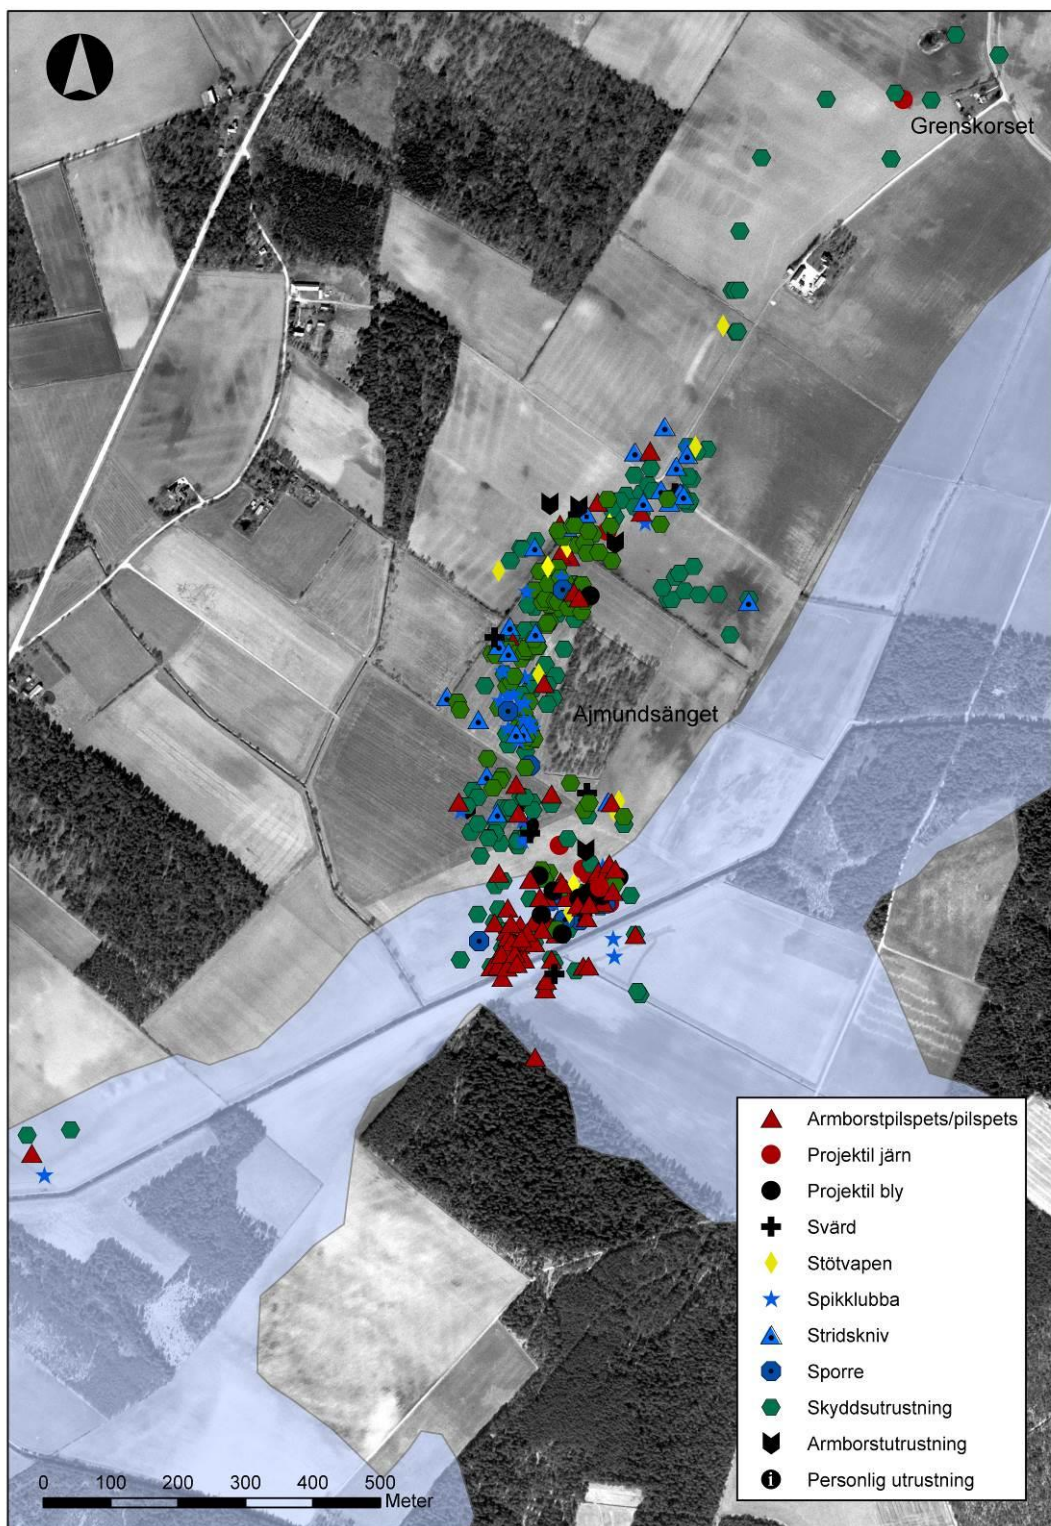 Grenskorset
Ajmundsänget
Armborstpilspets/pilspets
Projektil järn
Projektil bly
Svärd
Stötvapen
Spikklubba
Stridskniv
Sporre
Skyddsutrustning
Armborstutrustning
i Personlig utrustning
0 100 200 300 400 500
Meter